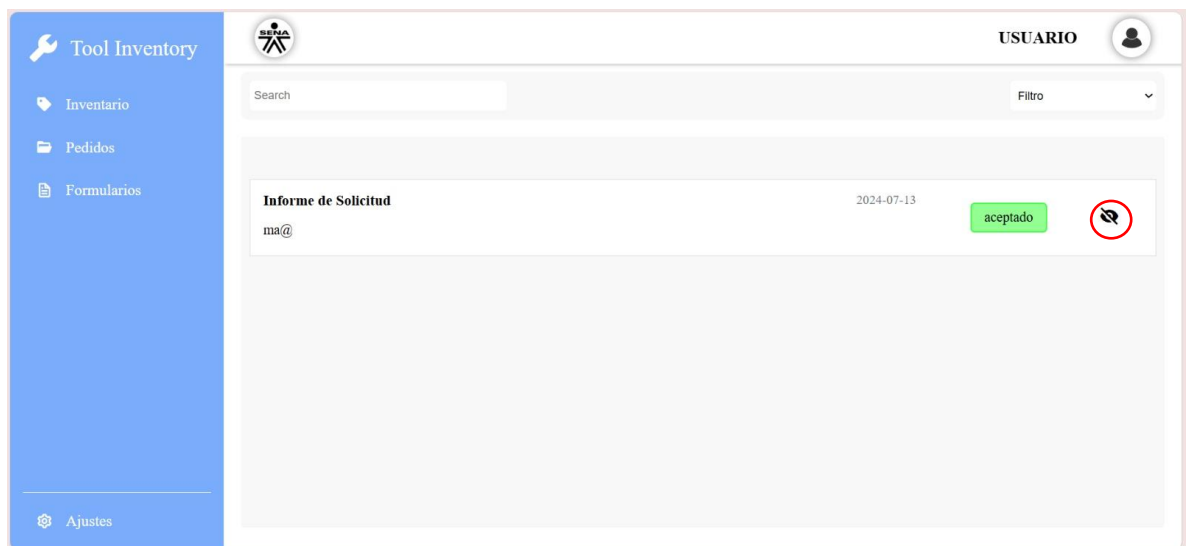 Tool Inventory
Inventario
Pedidos
Formularios
Ajustes
SENA
USUARIO
Search
Filtro
Informe de Solicitud
2024-07-13
ma@
aceptado